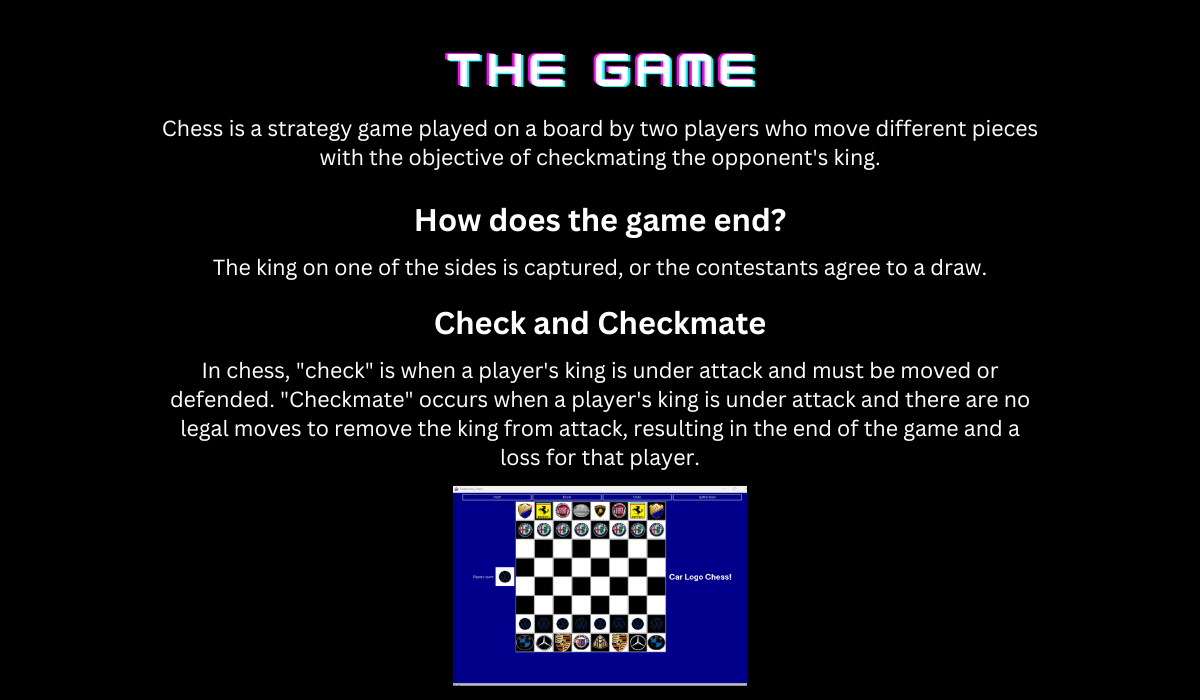 THE GAME
Chess is a strategy game played on a board by two players who move different pieces
with the objective of checkmating the opponent's king.
How does the game end?
The king on one of the sides is captured, or the contestants agree to a draw.
Check and Checkmate
In chess, "check" is when a player's king is under attack and must be moved or
defended. "Checkmate" occurs when a player's king is under attack and there are no
legal moves to remove the king from attack, resulting in the end of the game and a
loss for that player.
Car Logo Chess!